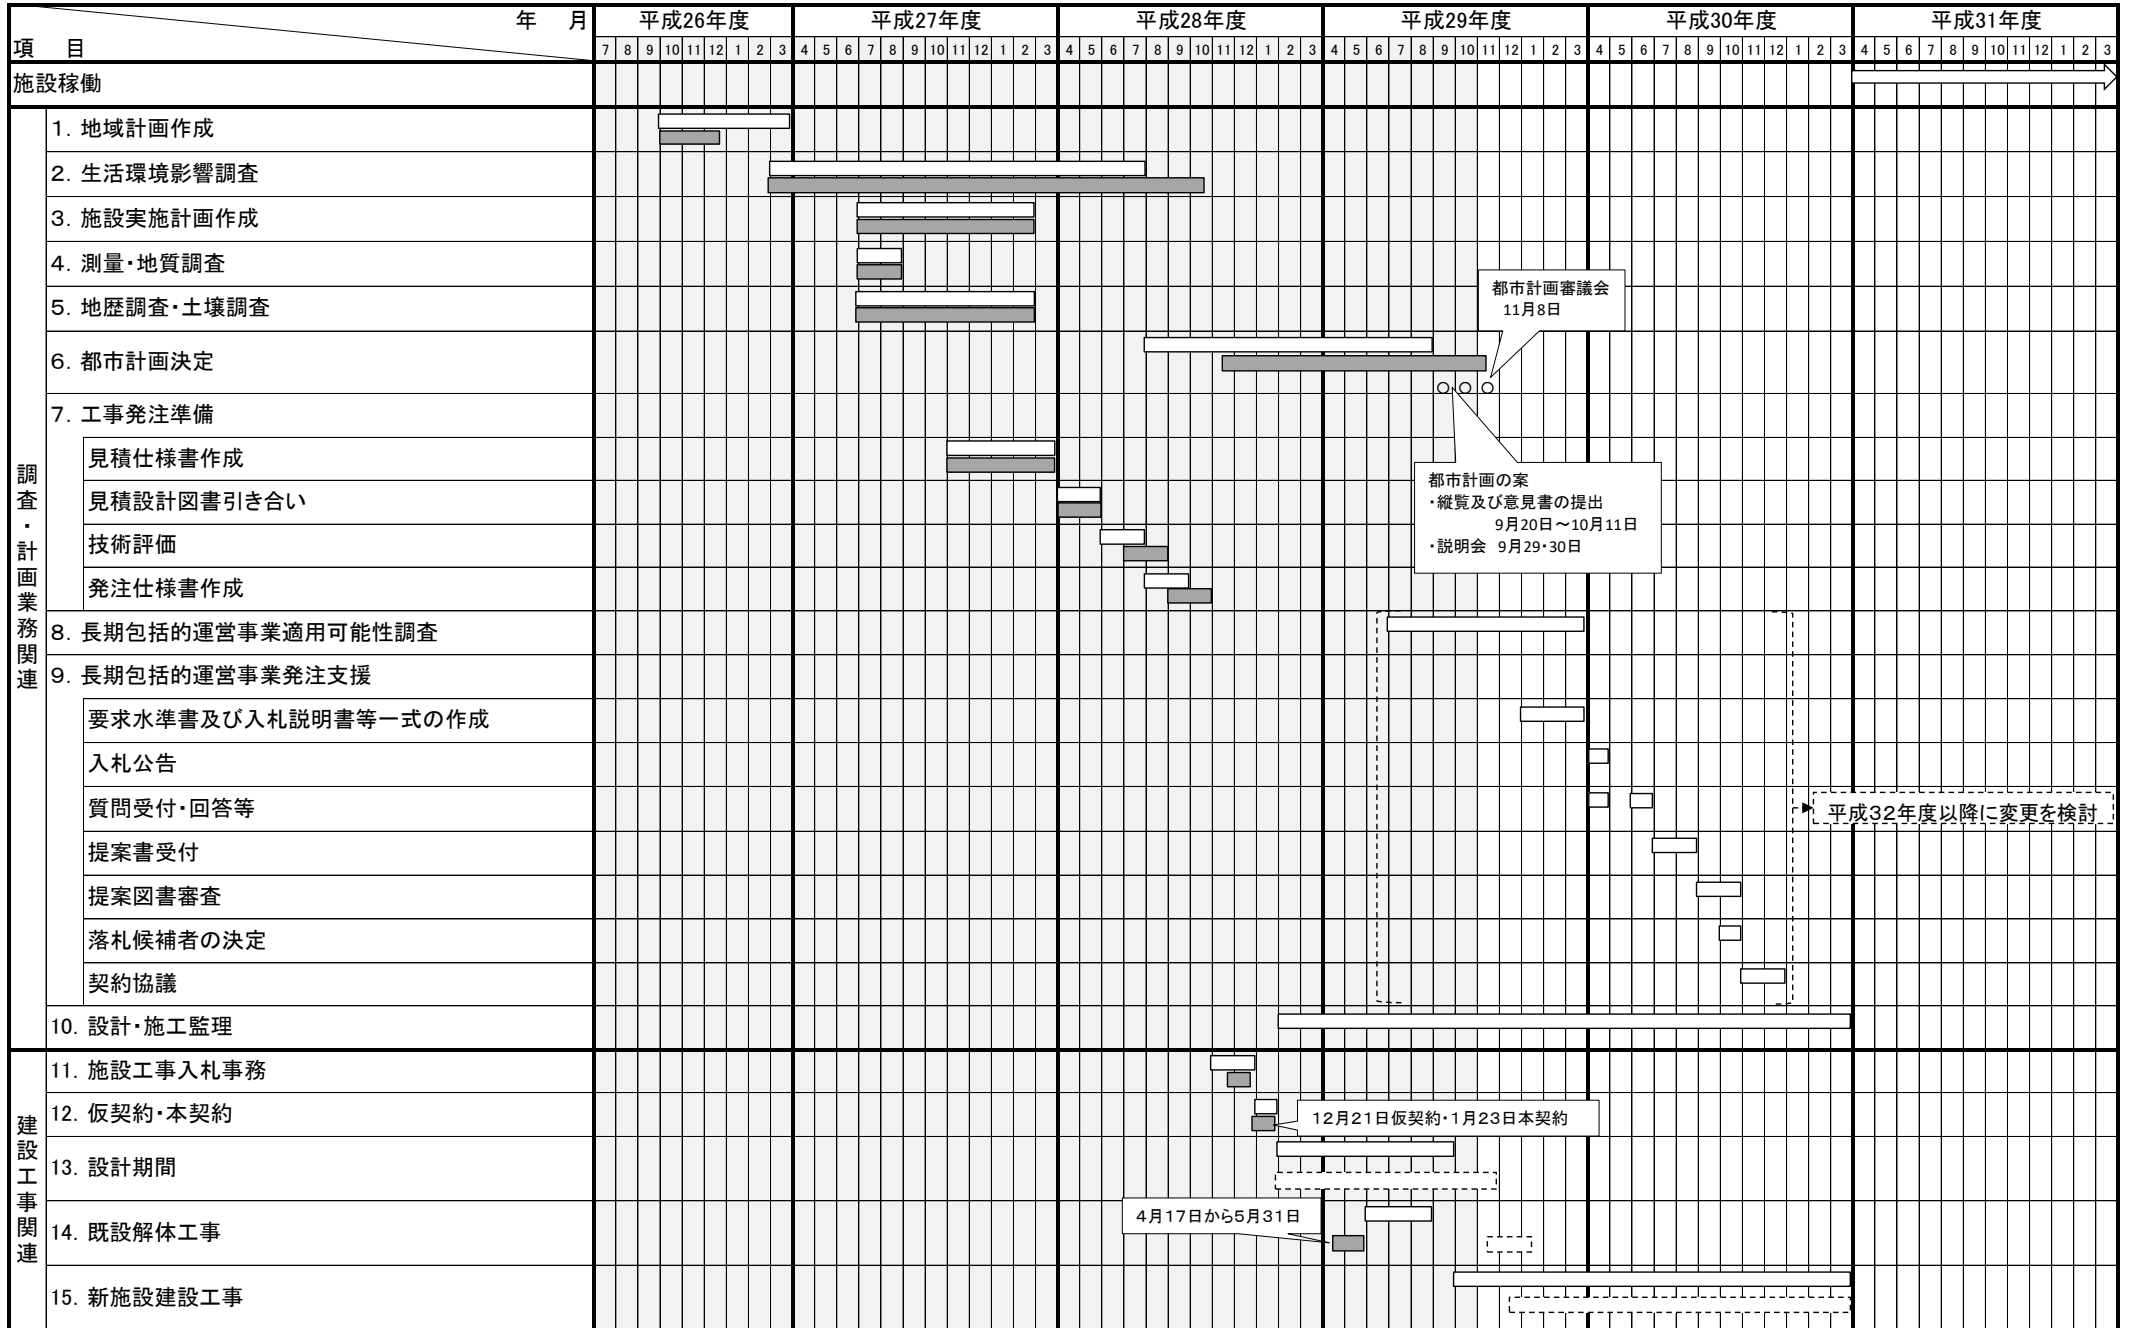 年 月
平成26年度 平成27年度 平成28年度 平成29年度 平成30年度 平成31年度
項 目
7 8 9 10 11 12 1 2 3 4 5 6 7 8 9 10 11 12 1 2 3 4 5 6 7 8 9 10 11 12 1 2 3 4 5 6 7 8 9 10 11 12 1 2 3 4 5 6 7 8 9 10 11 12 1 2 3 4 5 6 7 8 9 10 11 12 1 2 3
施設稼働
調査・計画業務関連
1. 地域計画作成
2. 生活環境影響調査
3. 施設実施計画作成
4. 測量・地質調査
5. 地歴調査・土壌調査
都市計画審議会
11月8日
6. 都市計画決定
7. 工事発注準備
見積仕様書作成
見積設計図書引き合い
技術評価
発注仕様書作成
都市計画の案
・縦覧及び意見書の提出
9月20日～10月11日
・説明会 9月29・30日
8. 長期包括的運営事業適用可能性調査
9. 長期包括的運営事業発注支援
要求水準書及び入札説明書等一式の作成
入札公告
質問受付・回答等
平成32年度以降に変更を検討
提案書受付
提案図書審査
落札候補者の決定
契約協議
10. 設計・施工監理
建設工事関連
11. 施設工事入札事務
12. 仮契約・本契約
12月21日仮契約・1月23日本契約
13. 設計期間
14. 既設解体工事
4月17日から5月31日
15. 新施設建設工事